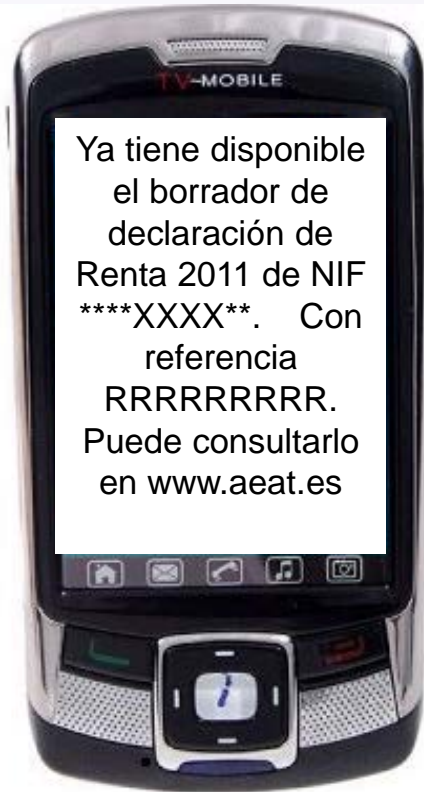 TV-MOBILE
Ya tiene disponible
el borrador de
declaración de
Renta 2011 de NIF
****XXXX**. Con
referencia
RRRRRRRRR.
Puede consultarlo
en www.aeat.es
i